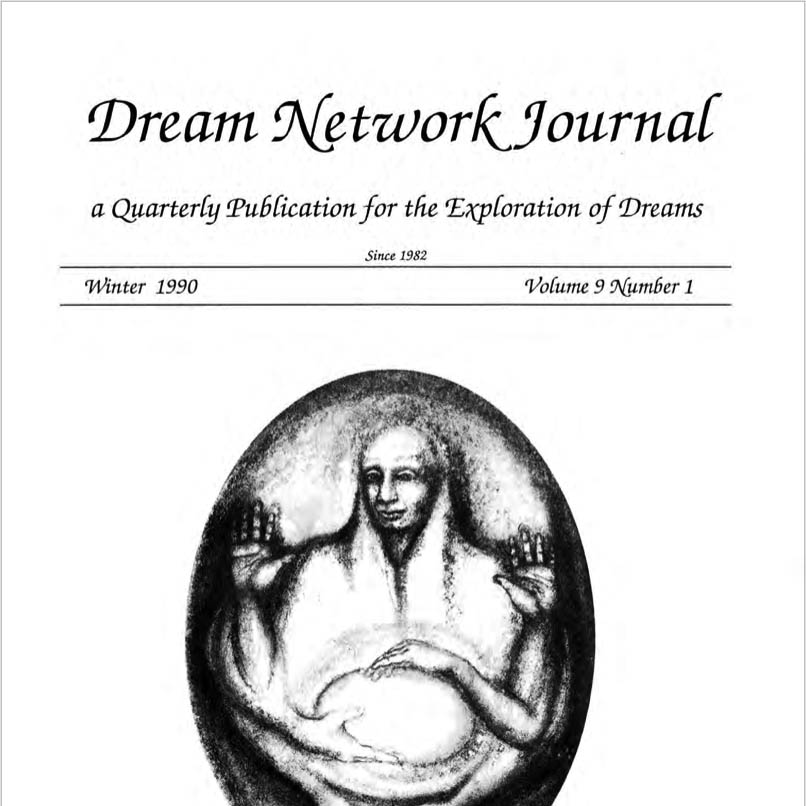 Dream Network Journal
a Quarterly Publication for the Exploration of Dreams
Since 1982
Winter 1990
Volume 9 Number 1